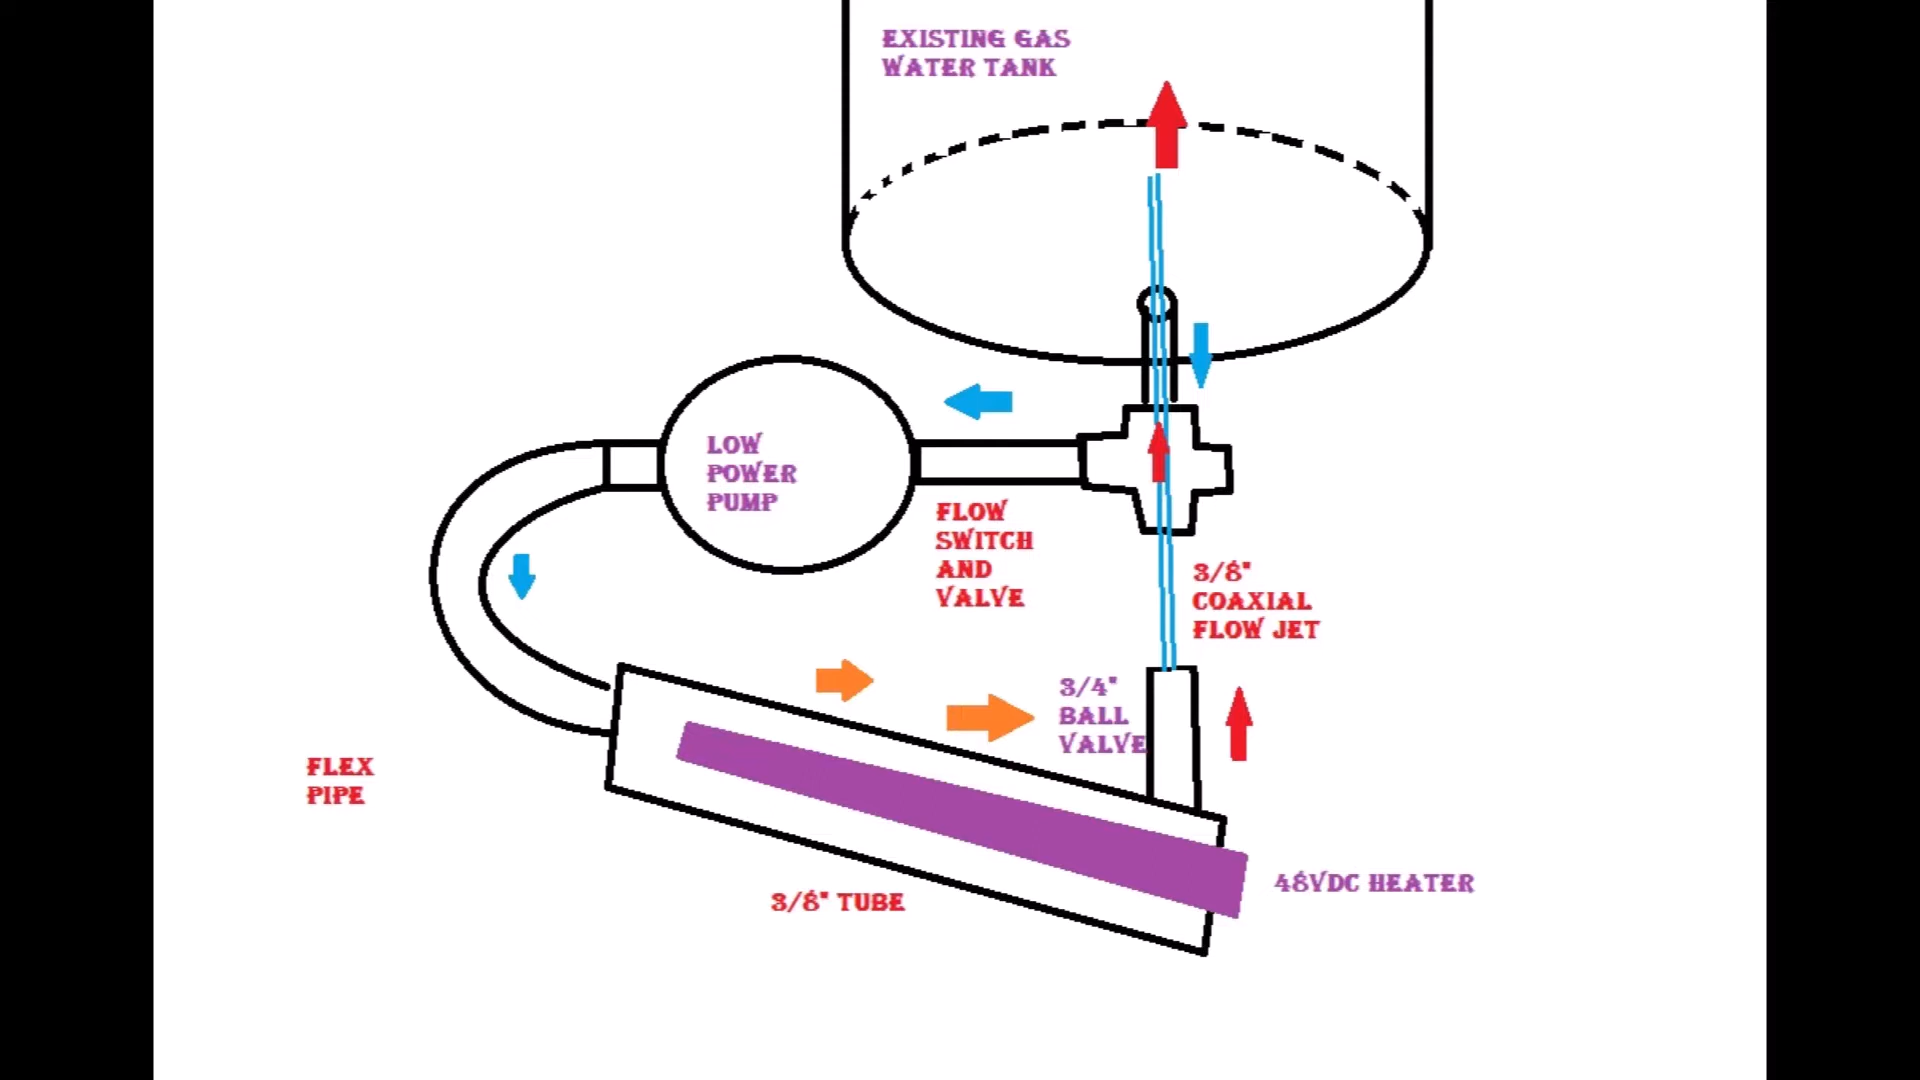 EXISTING GAS
WATER TANK
LOW
POWER
PUMP
FLOW
SWITCH
AND
VALVE
3/8"
COAXIAL
FLOW JET
3/4"
BALL
VALVE
FLEX
PIPE
3/8" TUBE
48VDC HEATER